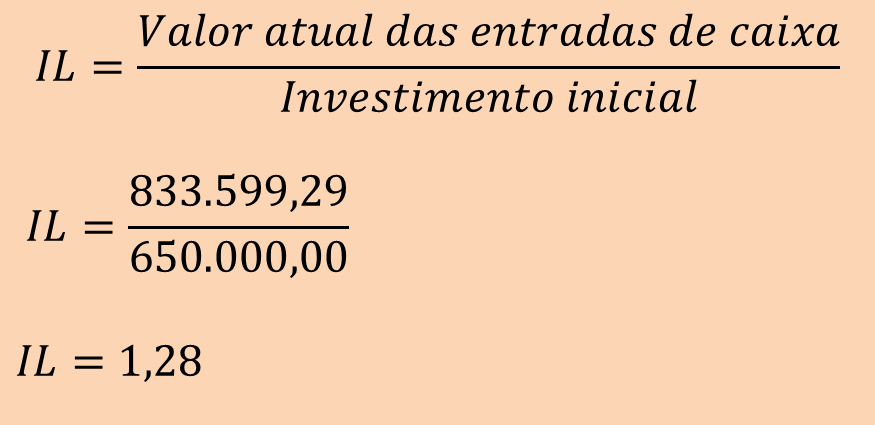 IL = Valor atual das entradas de caixa / Investimento inicial
IL = 833.599,29 / 650.000,00
IL = 1,28